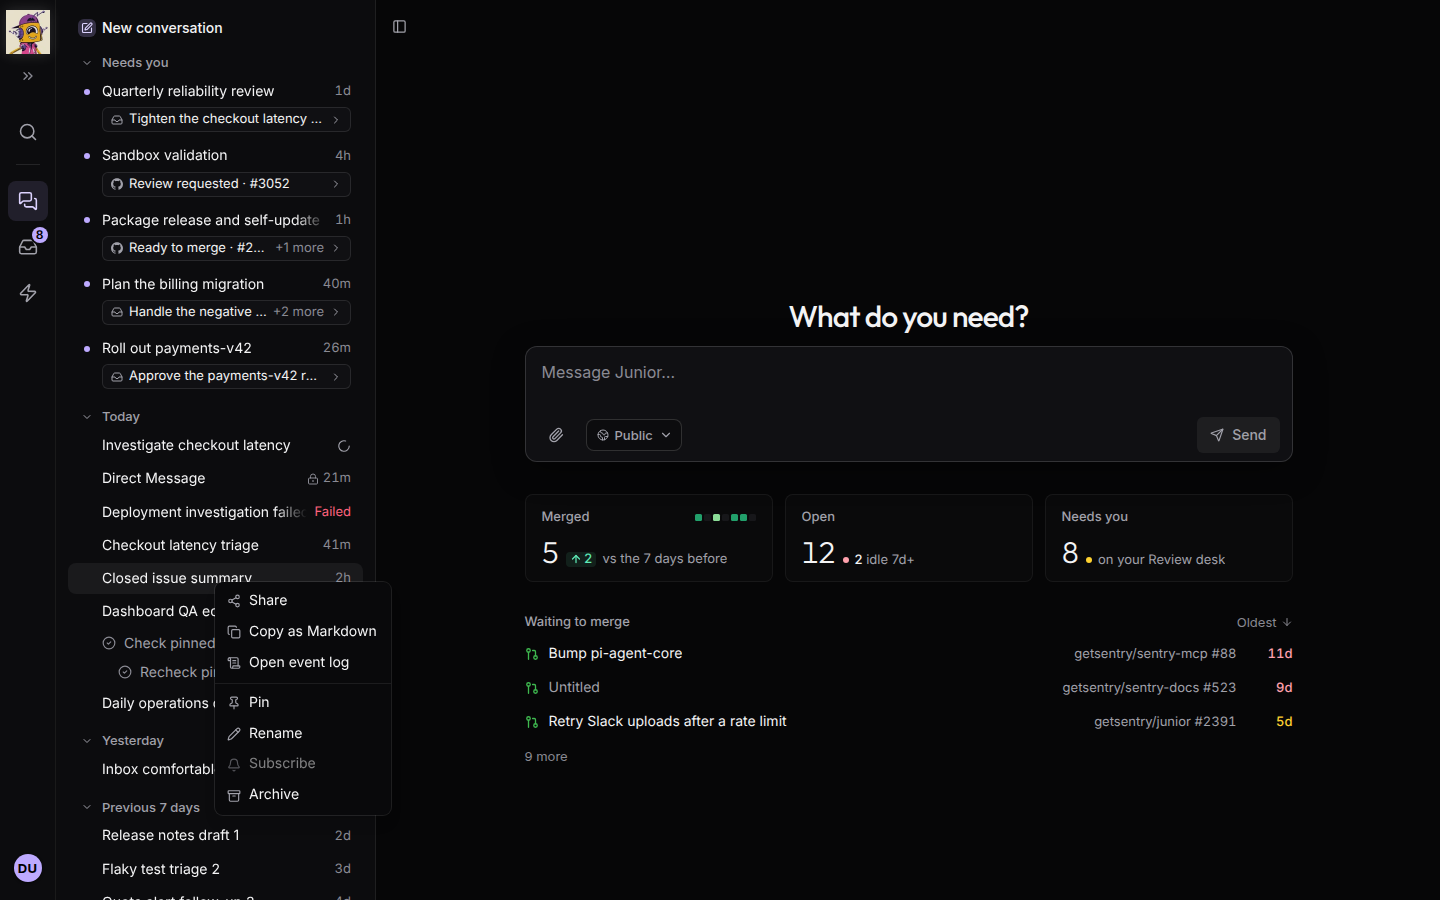 New conversation
Needs you
Quarterly reliability review 1d
Tighten the checkout latency ...
Sandbox validation 4h
Review requested · #3052
Package release and self-update 1h
Ready to merge · #2... +1 more
Plan the billing migration 40m
Handle the negative ... +2 more
Roll out payments-v42 26m
Approve the payments-v42 r...
Today
Investigate checkout latency
Direct Message 21m
Deployment investigation failed Failed
Checkout latency triage 41m
Closed issue summary 2h
Dashboard QA
Check pinned
Recheck
Daily operations
Yesterday
Inbox
Previous 7 days
Release notes draft 1 2d
Flaky test triage 2 3d
8
DU
Share
Copy as Markdown
Open event log
Pin
Rename
Subscribe
Archive
What do you need?
Message Junior...
Public
Send
Merged
5 2 vs the 7 days before
Open
12 2 idle 7d+
Needs you
8 on your Review desk
Waiting to merge Oldest
Bump pi-agent-core getsentry/sentry-mcp #88 11d
Untitled getsentry/sentry-docs #523 9d
Retry Slack uploads after a rate limit getsentry/junior #2391 5d
9 more